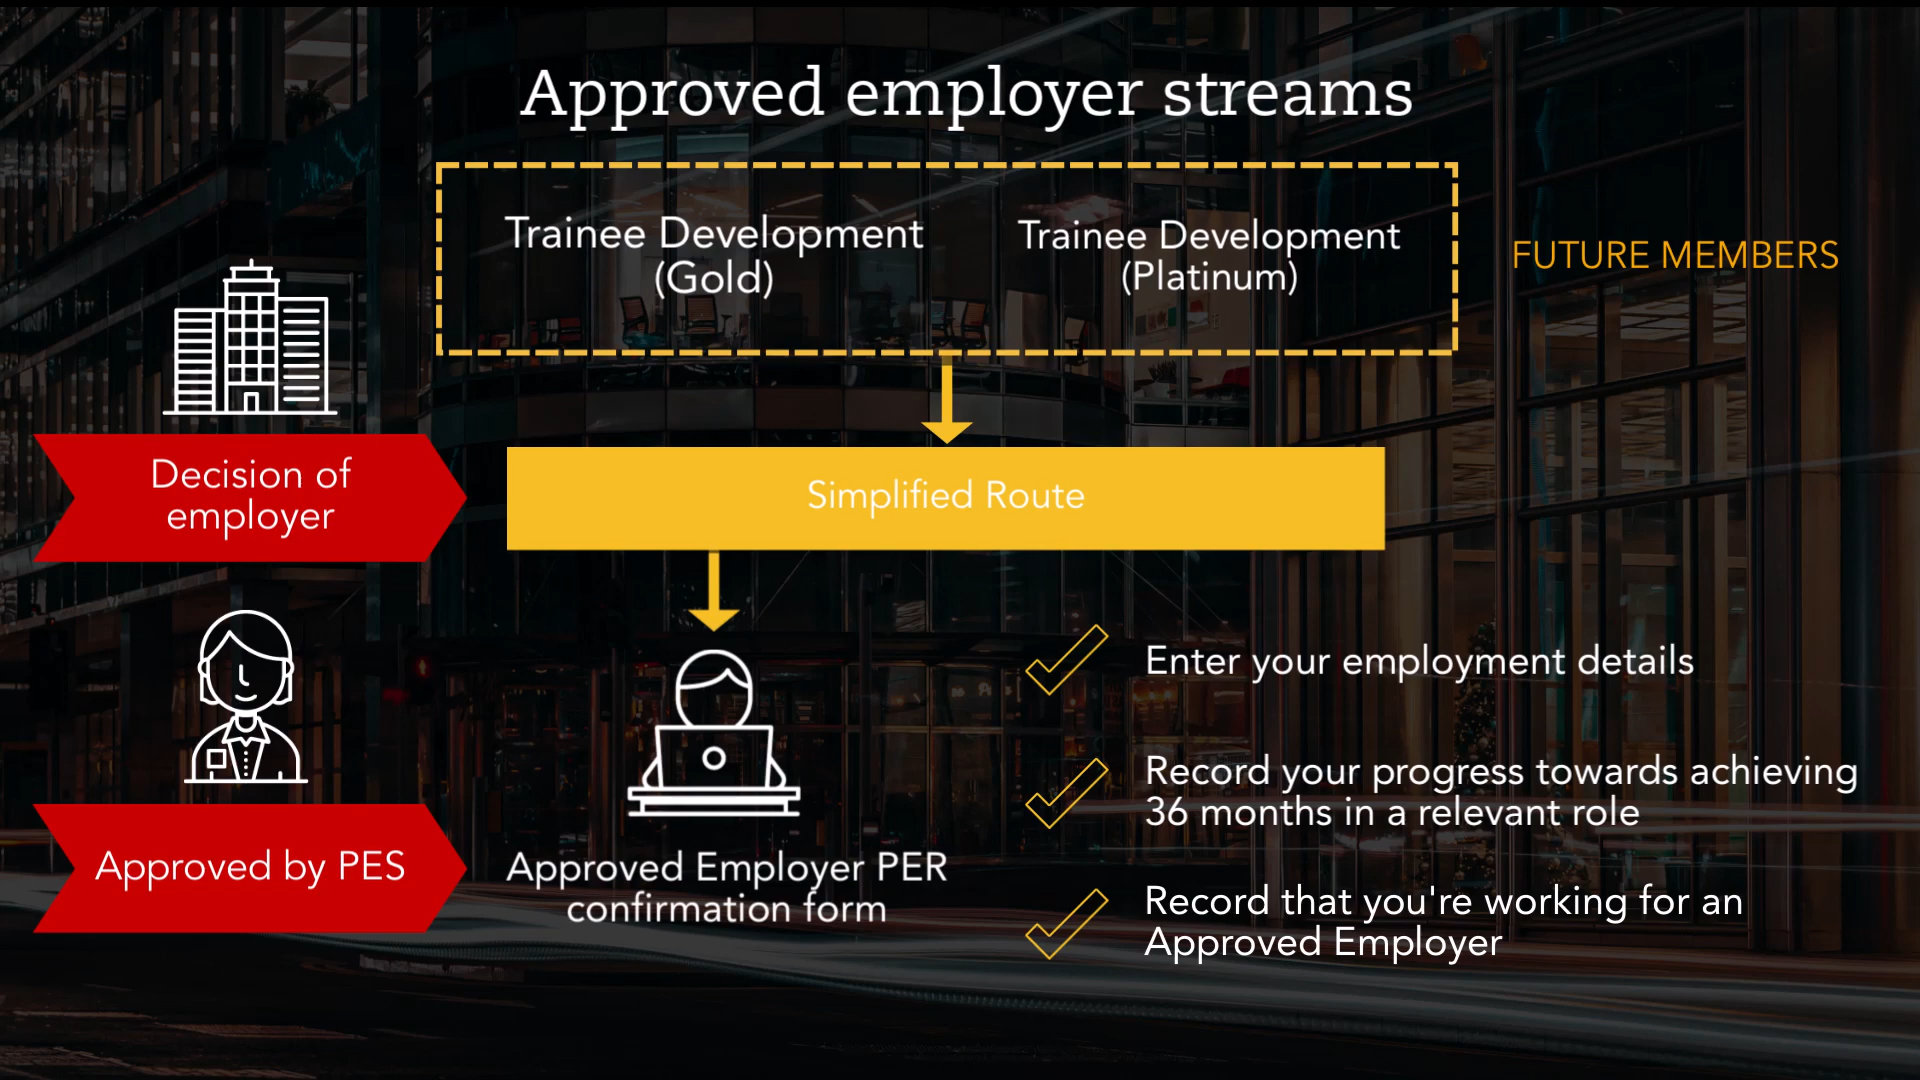 Approved employer streams
Trainee Development
(Gold)
Trainee Development
(Platinum)
FUTURE MEMBERS
Decision of
employer
Simplified Route
Approved by PES
Approved Employer PER
confirmation form
Enter your employment details
Record your progress towards achieving
36 months in a relevant role
Record that you're working for an
Approved Employer